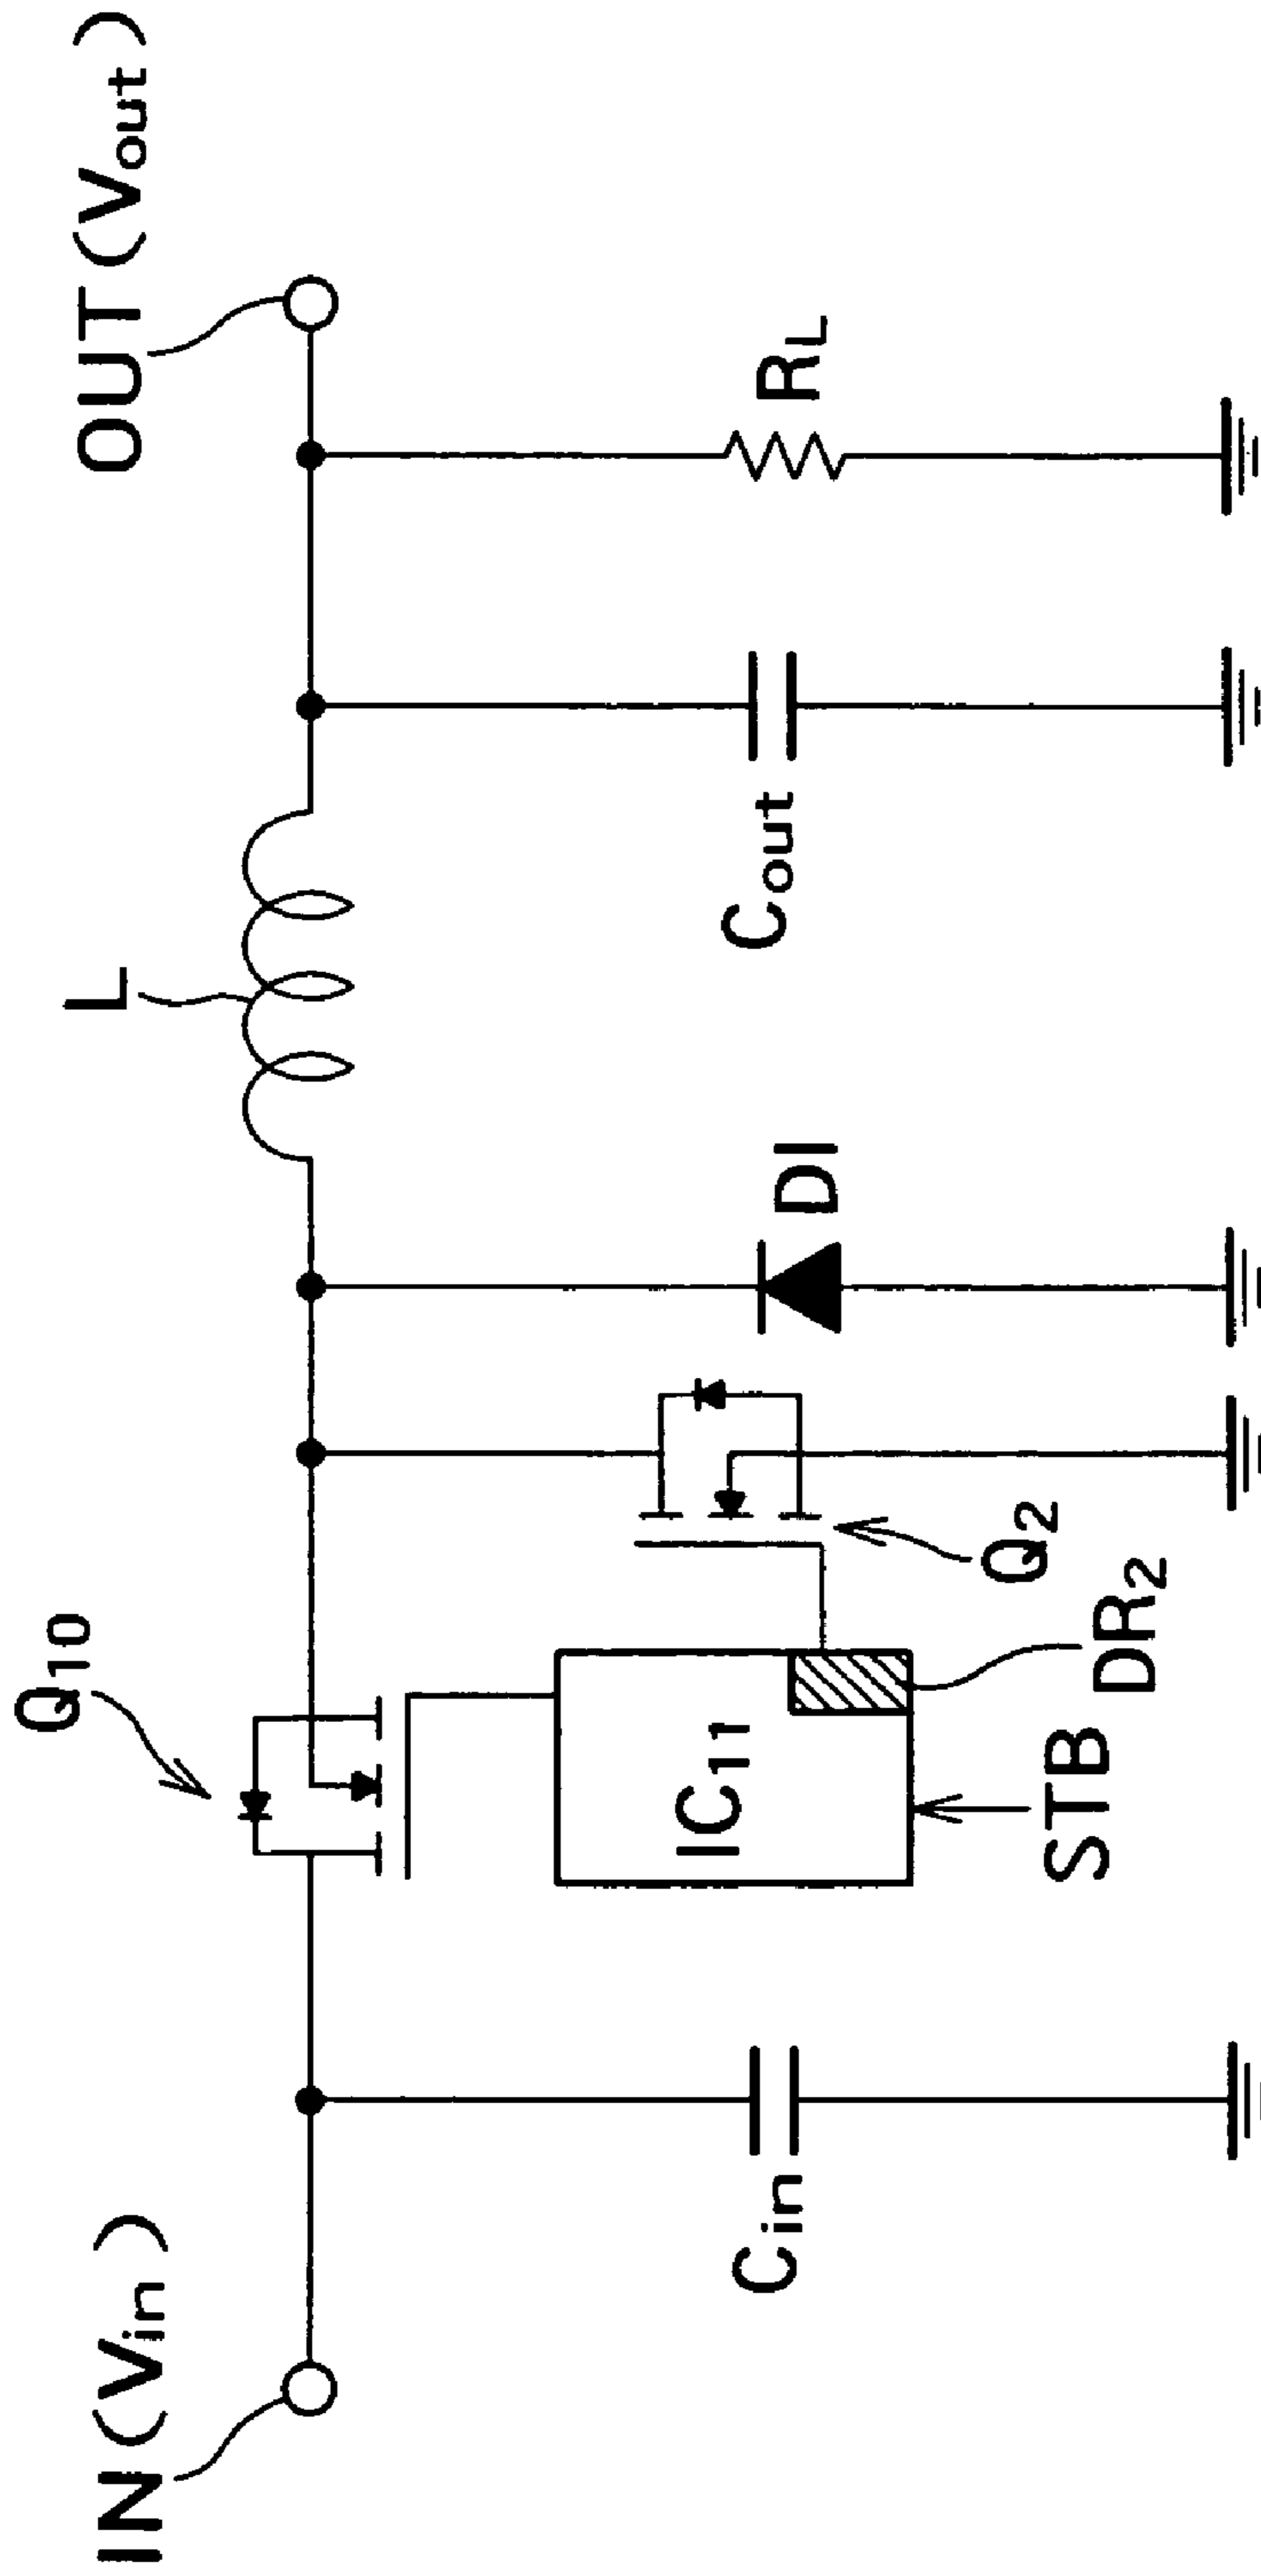 IN(Vin)
Q10
L
OUT(Vout)
Cin
IC11
STB
DR2
Q2
DI
Cout
RL